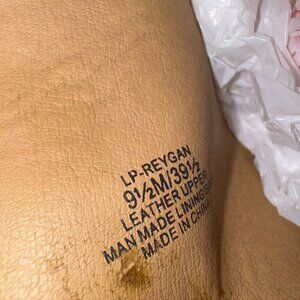 LP-REYGAN
9½M/39½
LEATHER UPPER
MAN MADE LINING
MADE IN CHINA